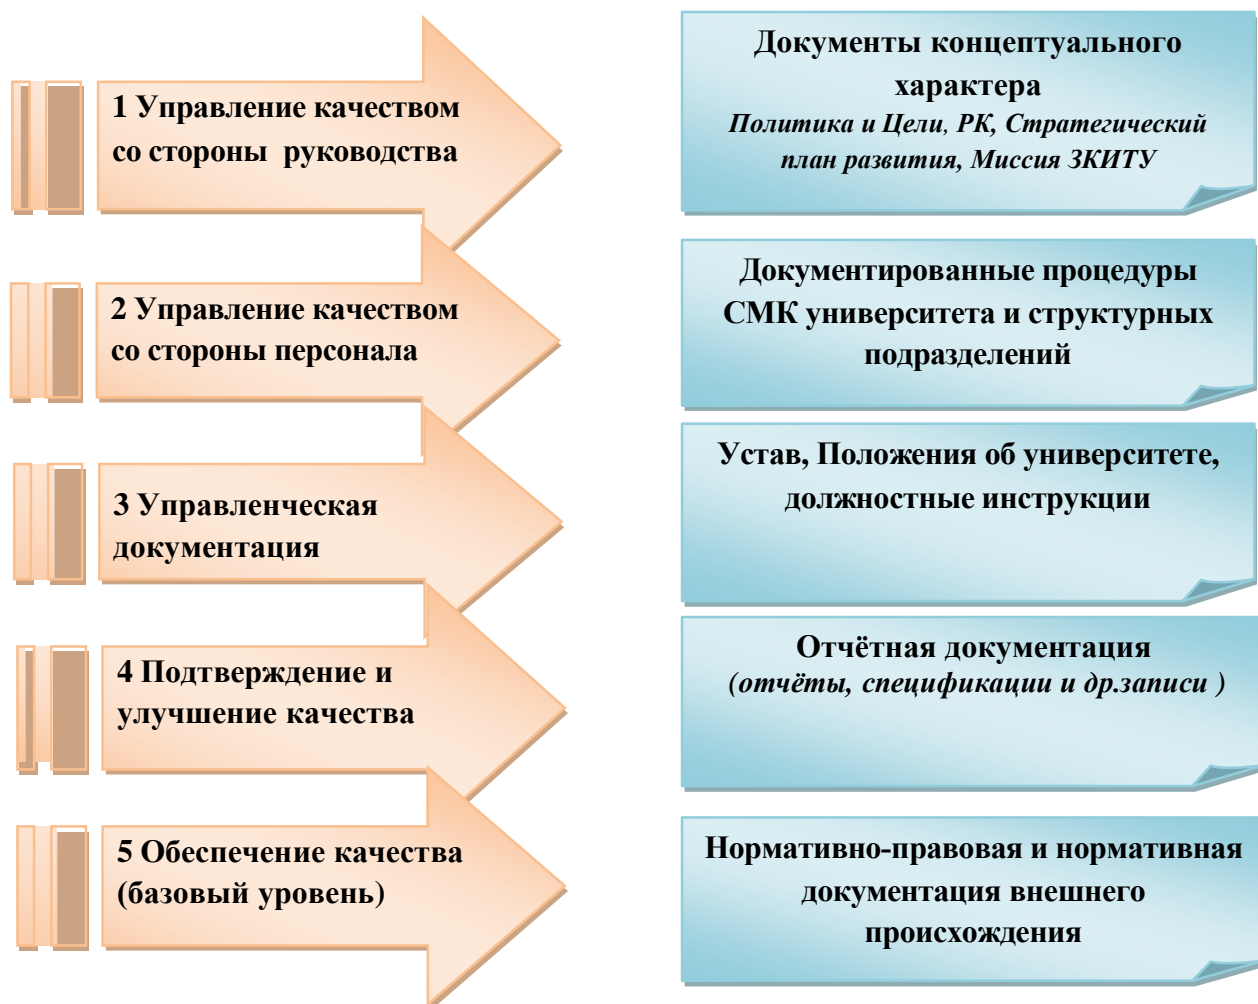 1 Управление качеством
со стороны руководства
Документы концептуального
характера
Политика и Цели, РК, Стратегический
план развития, Миссия ЗКИТУ
2 Управление качеством
со стороны персонала
Документированные процедуры
СМК университета и структурных
подразделений
3 Управленческая
документация
Устав, Положения об университете,
должностные инструкции
4 Подтверждение и
улучшение качества
Отчётная документация
(отчёты, спецификации и др.записи )
5 Обеспечение качества
(базовый уровень)
Нормативно-правовая и нормативная
документация внешнего
происхождения